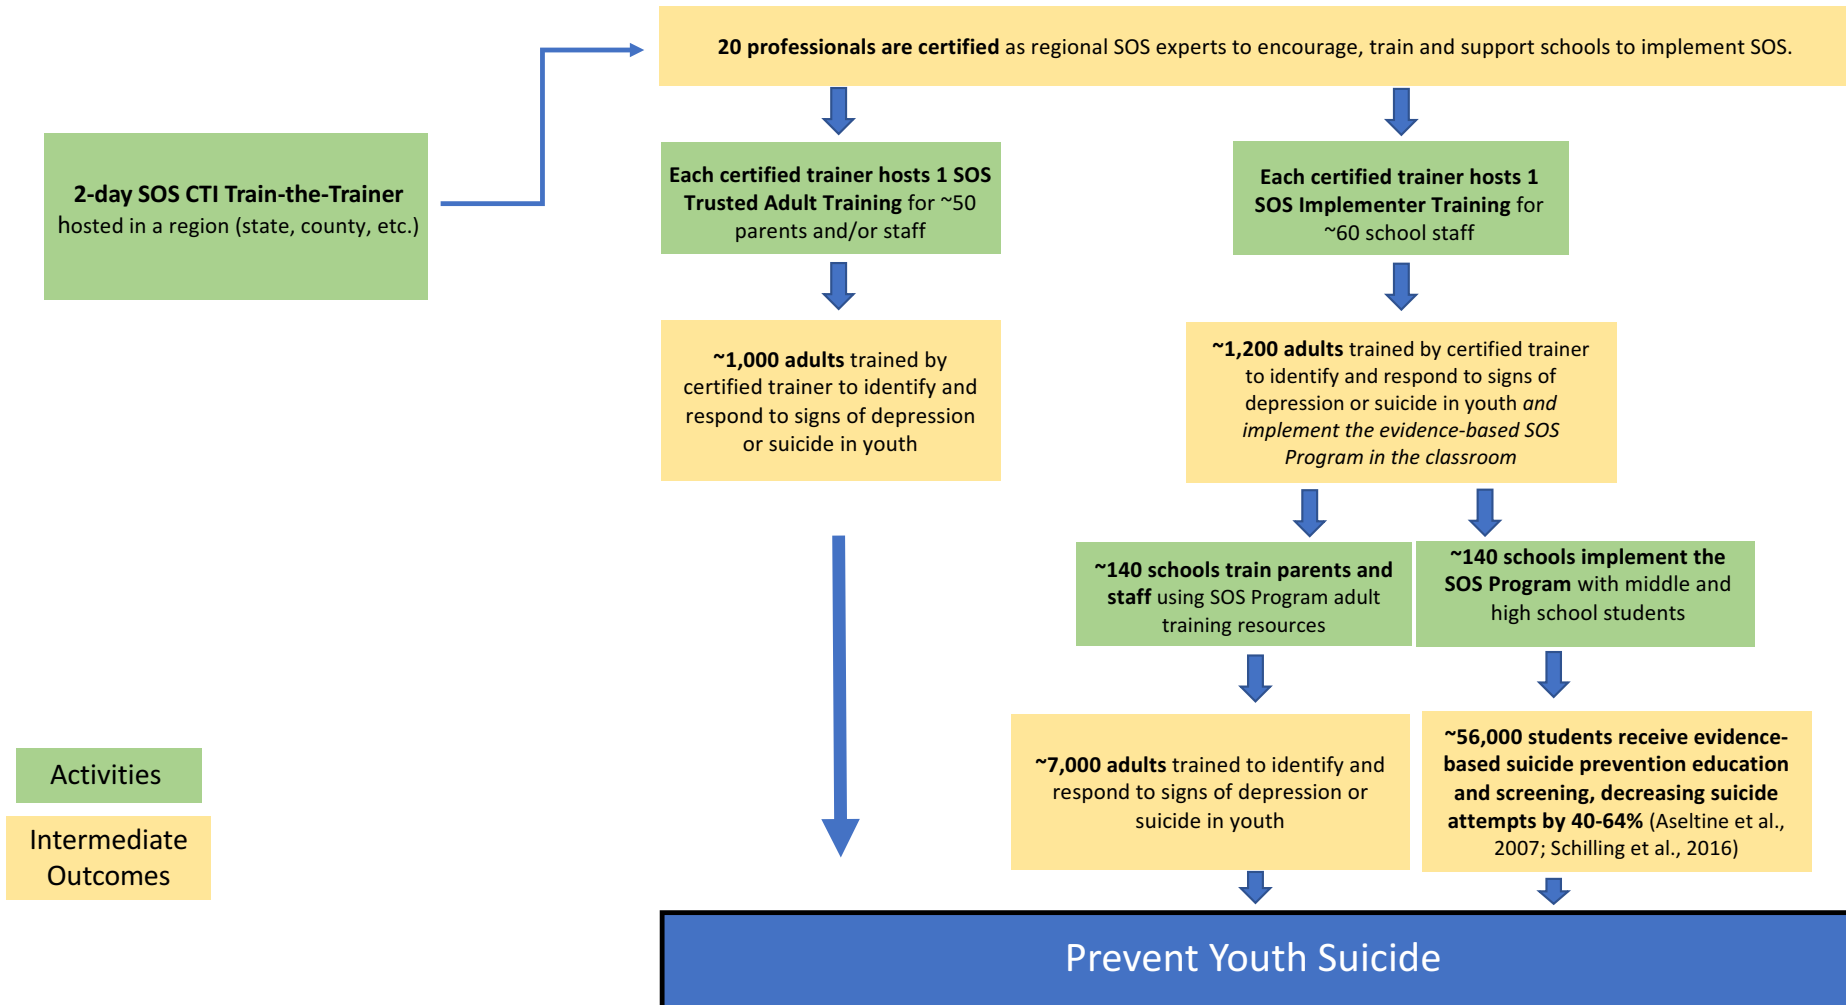 20 professionals are certified as regional SOS experts to encourage, train and support schools to implement SOS.
2-day SOS CTI Train-the-Trainer
hosted in a region (state, county, etc.)
Each certified trainer hosts 1 SOS
Trusted Adult Training for ~50
parents and/or staff
Each certified trainer hosts 1
SOS Implementer Training for
~60 school staff
~1,000 adults trained by
certified trainer to identify and
respond to signs of depression
or suicide in youth
~1,200 adults trained by certified trainer
to identify and respond to signs of
depression or suicide in youth and
implement the evidence-based SOS
Program in the classroom
~140 schools train parents and
staff using SOS Program adult
training resources
~140 schools implement the
SOS Program with middle and
high school students
~7,000 adults trained to identify and
respond to signs of depression or
suicide in youth
~56,000 students receive evidence-
based suicide prevention education
and screening, decreasing suicide
attempts by 40-64% (Aseltine et al.,
2007; Schilling et al., 2016)
Activities
Intermediate
Outcomes
Prevent Youth Suicide